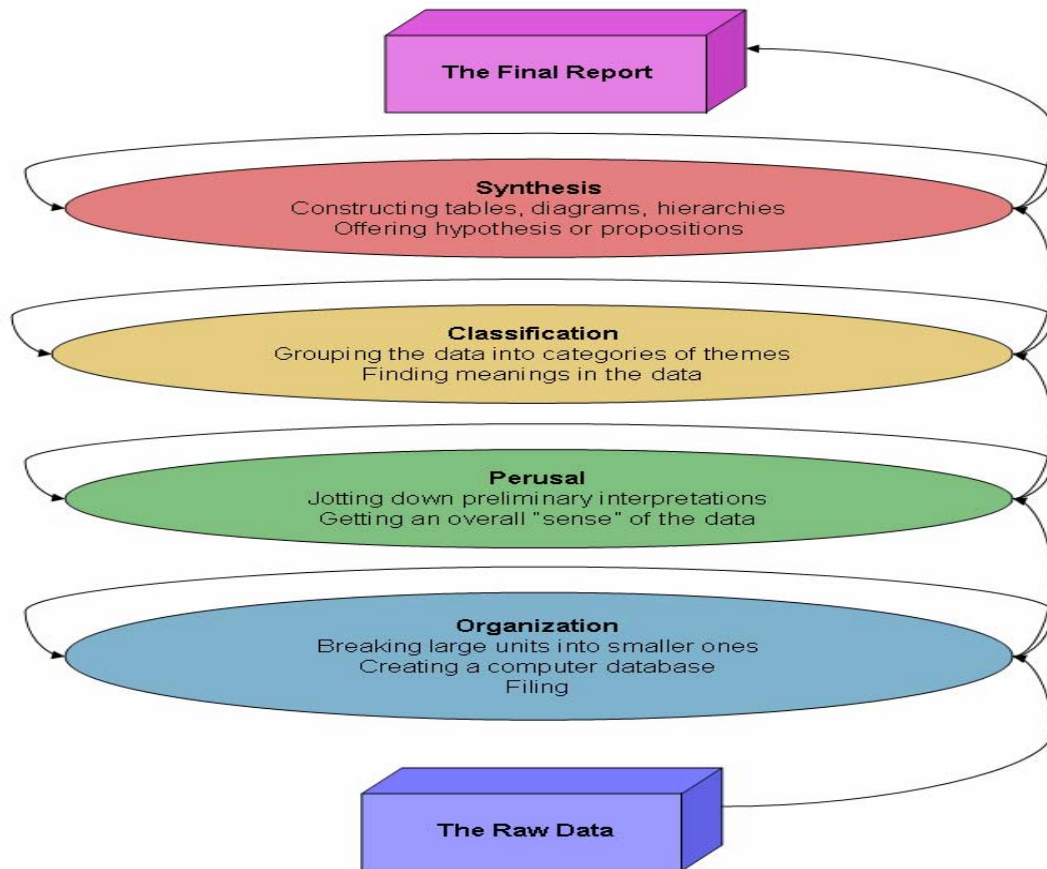 The Final Report
Synthesis
Constructing tables, diagrams, hierarchies
Offering hypothesis or propositions
Classification
Grouping the data into categories of themes
Finding meanings in the data
Perusal
Jotting down preliminary interpretations
Getting an overall "sense" of the data
Organization
Breaking large units into smaller ones
Creating a computer database
Filing
The Raw Data